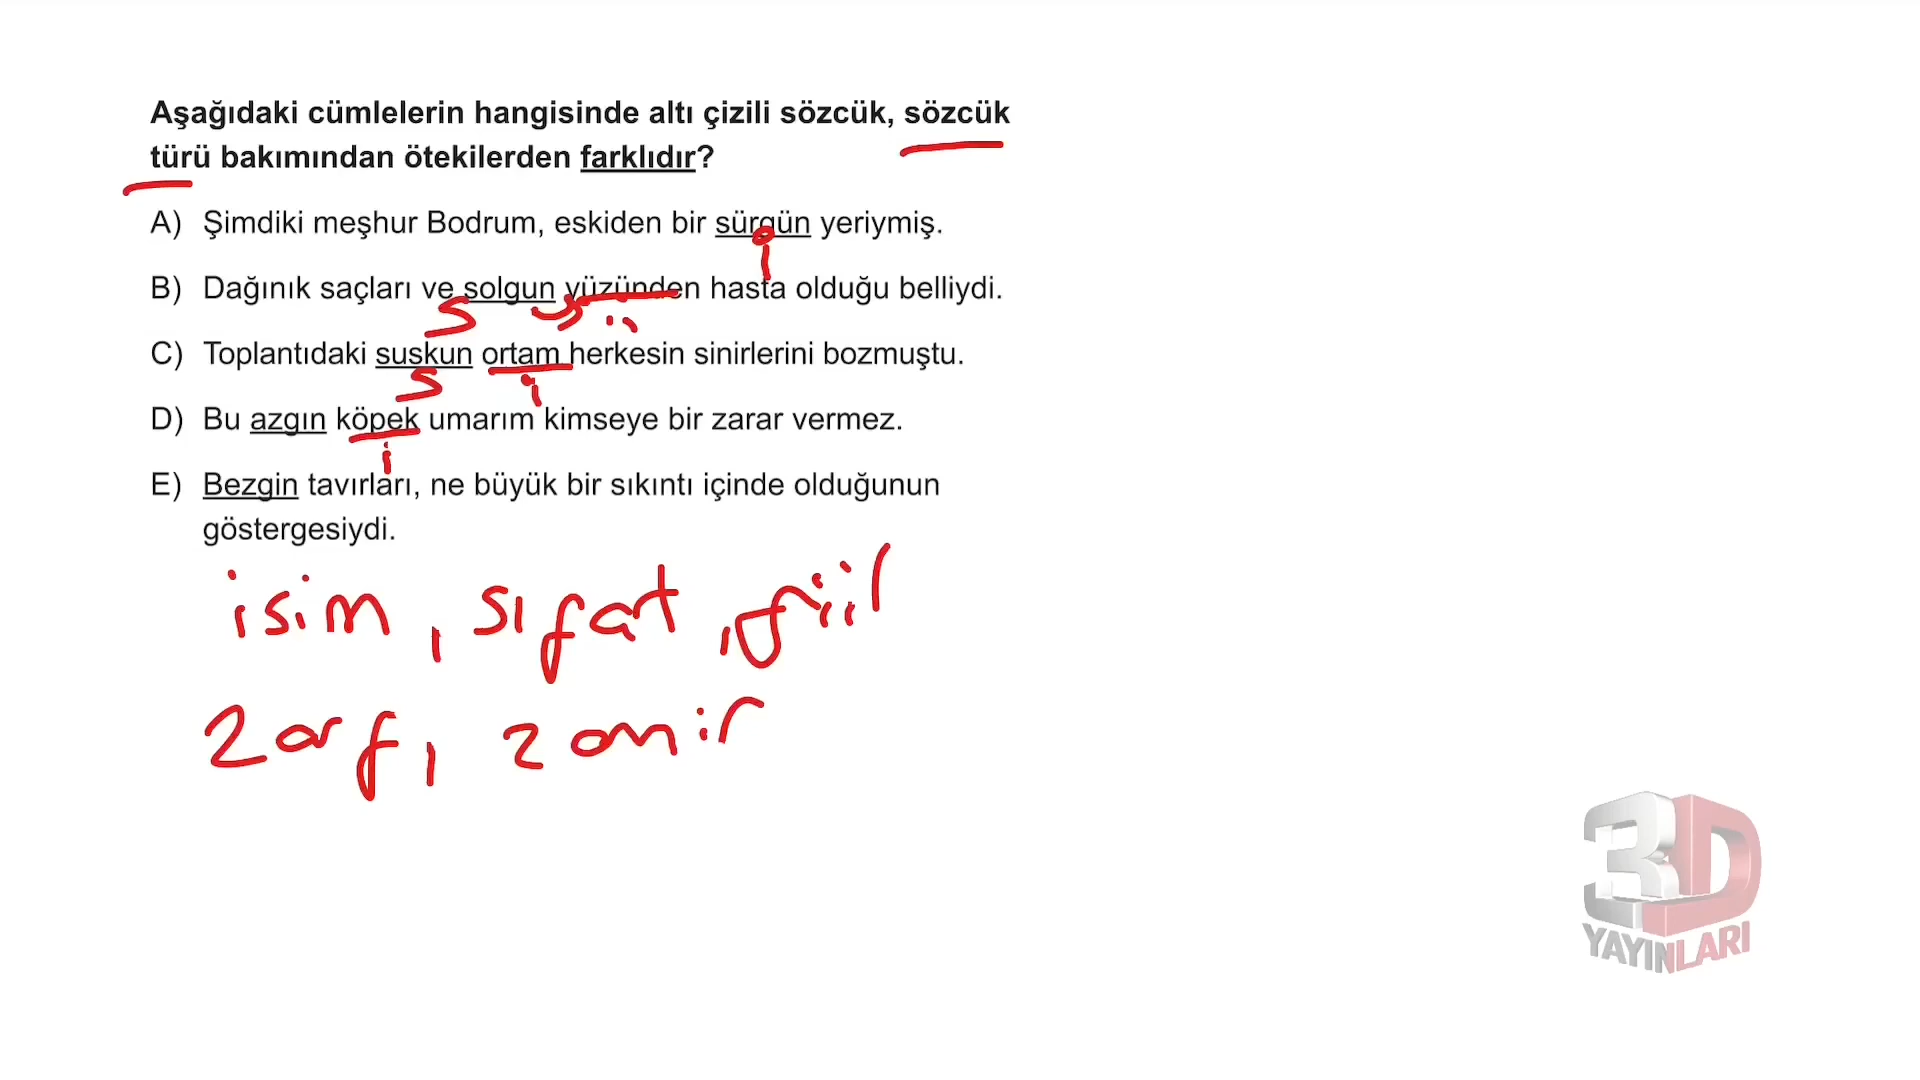 Aşağıdaki cümlelerin hangisinde altı çizili sözcük, sözcük
türü bakımından ötekilerden farklıdır?
A) Şimdiki meşhur Bodrum, eskiden bir sürgün yeriymiş.
i
B) Dağınık saçları ve solgun yüzünden hasta olduğu belliydi.
S i
C) Toplantıdaki suskun ortam herkesin sinirlerini bozmuştu.
S i
D) Bu azgın köpek umarım kimseye bir zarar vermez.
i
E) Bezgin tavırları, ne büyük bir sıkıntı içinde olduğunun
göstergesiydi.
isim, sıfat, fiil
zarf, zamir
3D
YAYINLARI